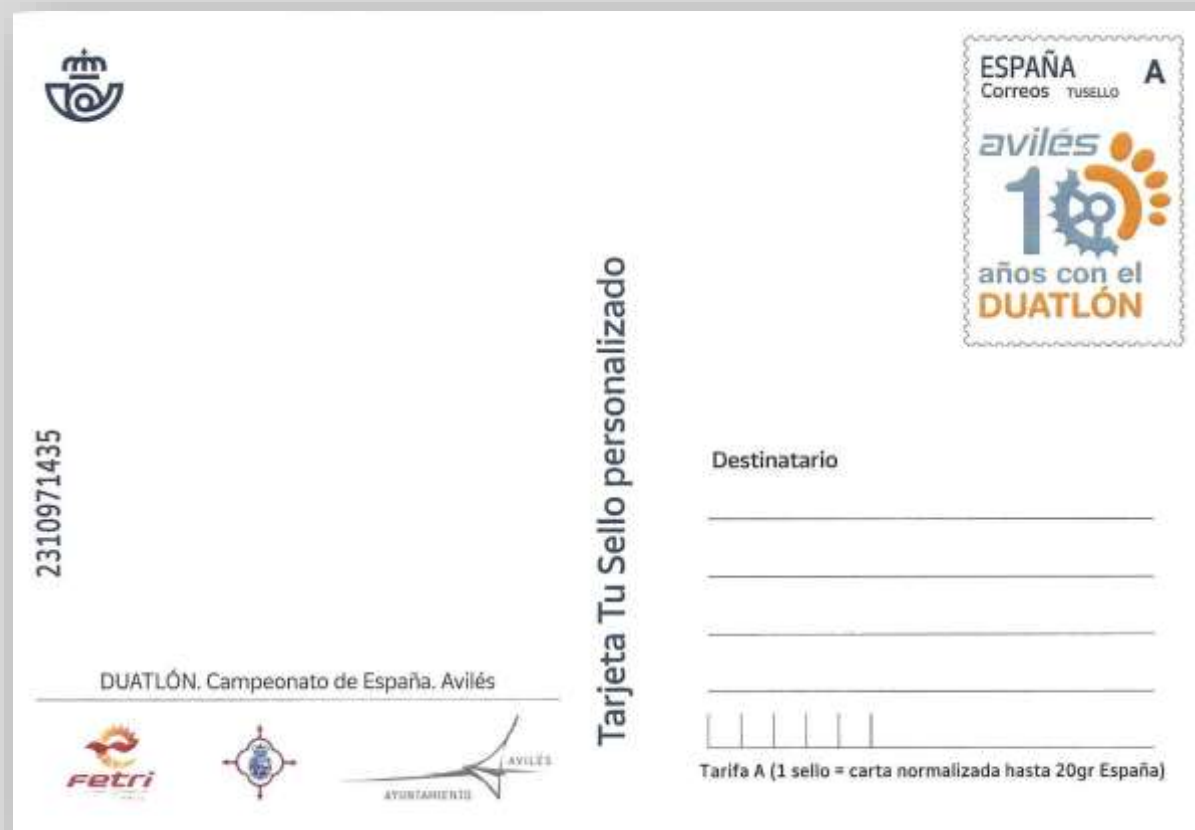 ESPAÑA A
Correos TUSELLO
avilés
10
años con el
DUATLÓN
2310971435
Tarjeta Tu Sello personalizado
Destinatario
DUATLÓN. Campeonato de España. Avilés
Fetri
AVILÉS
AYUNTAMIENTO
Tarifa A (1 sello = carta normalizada hasta 20gr España)